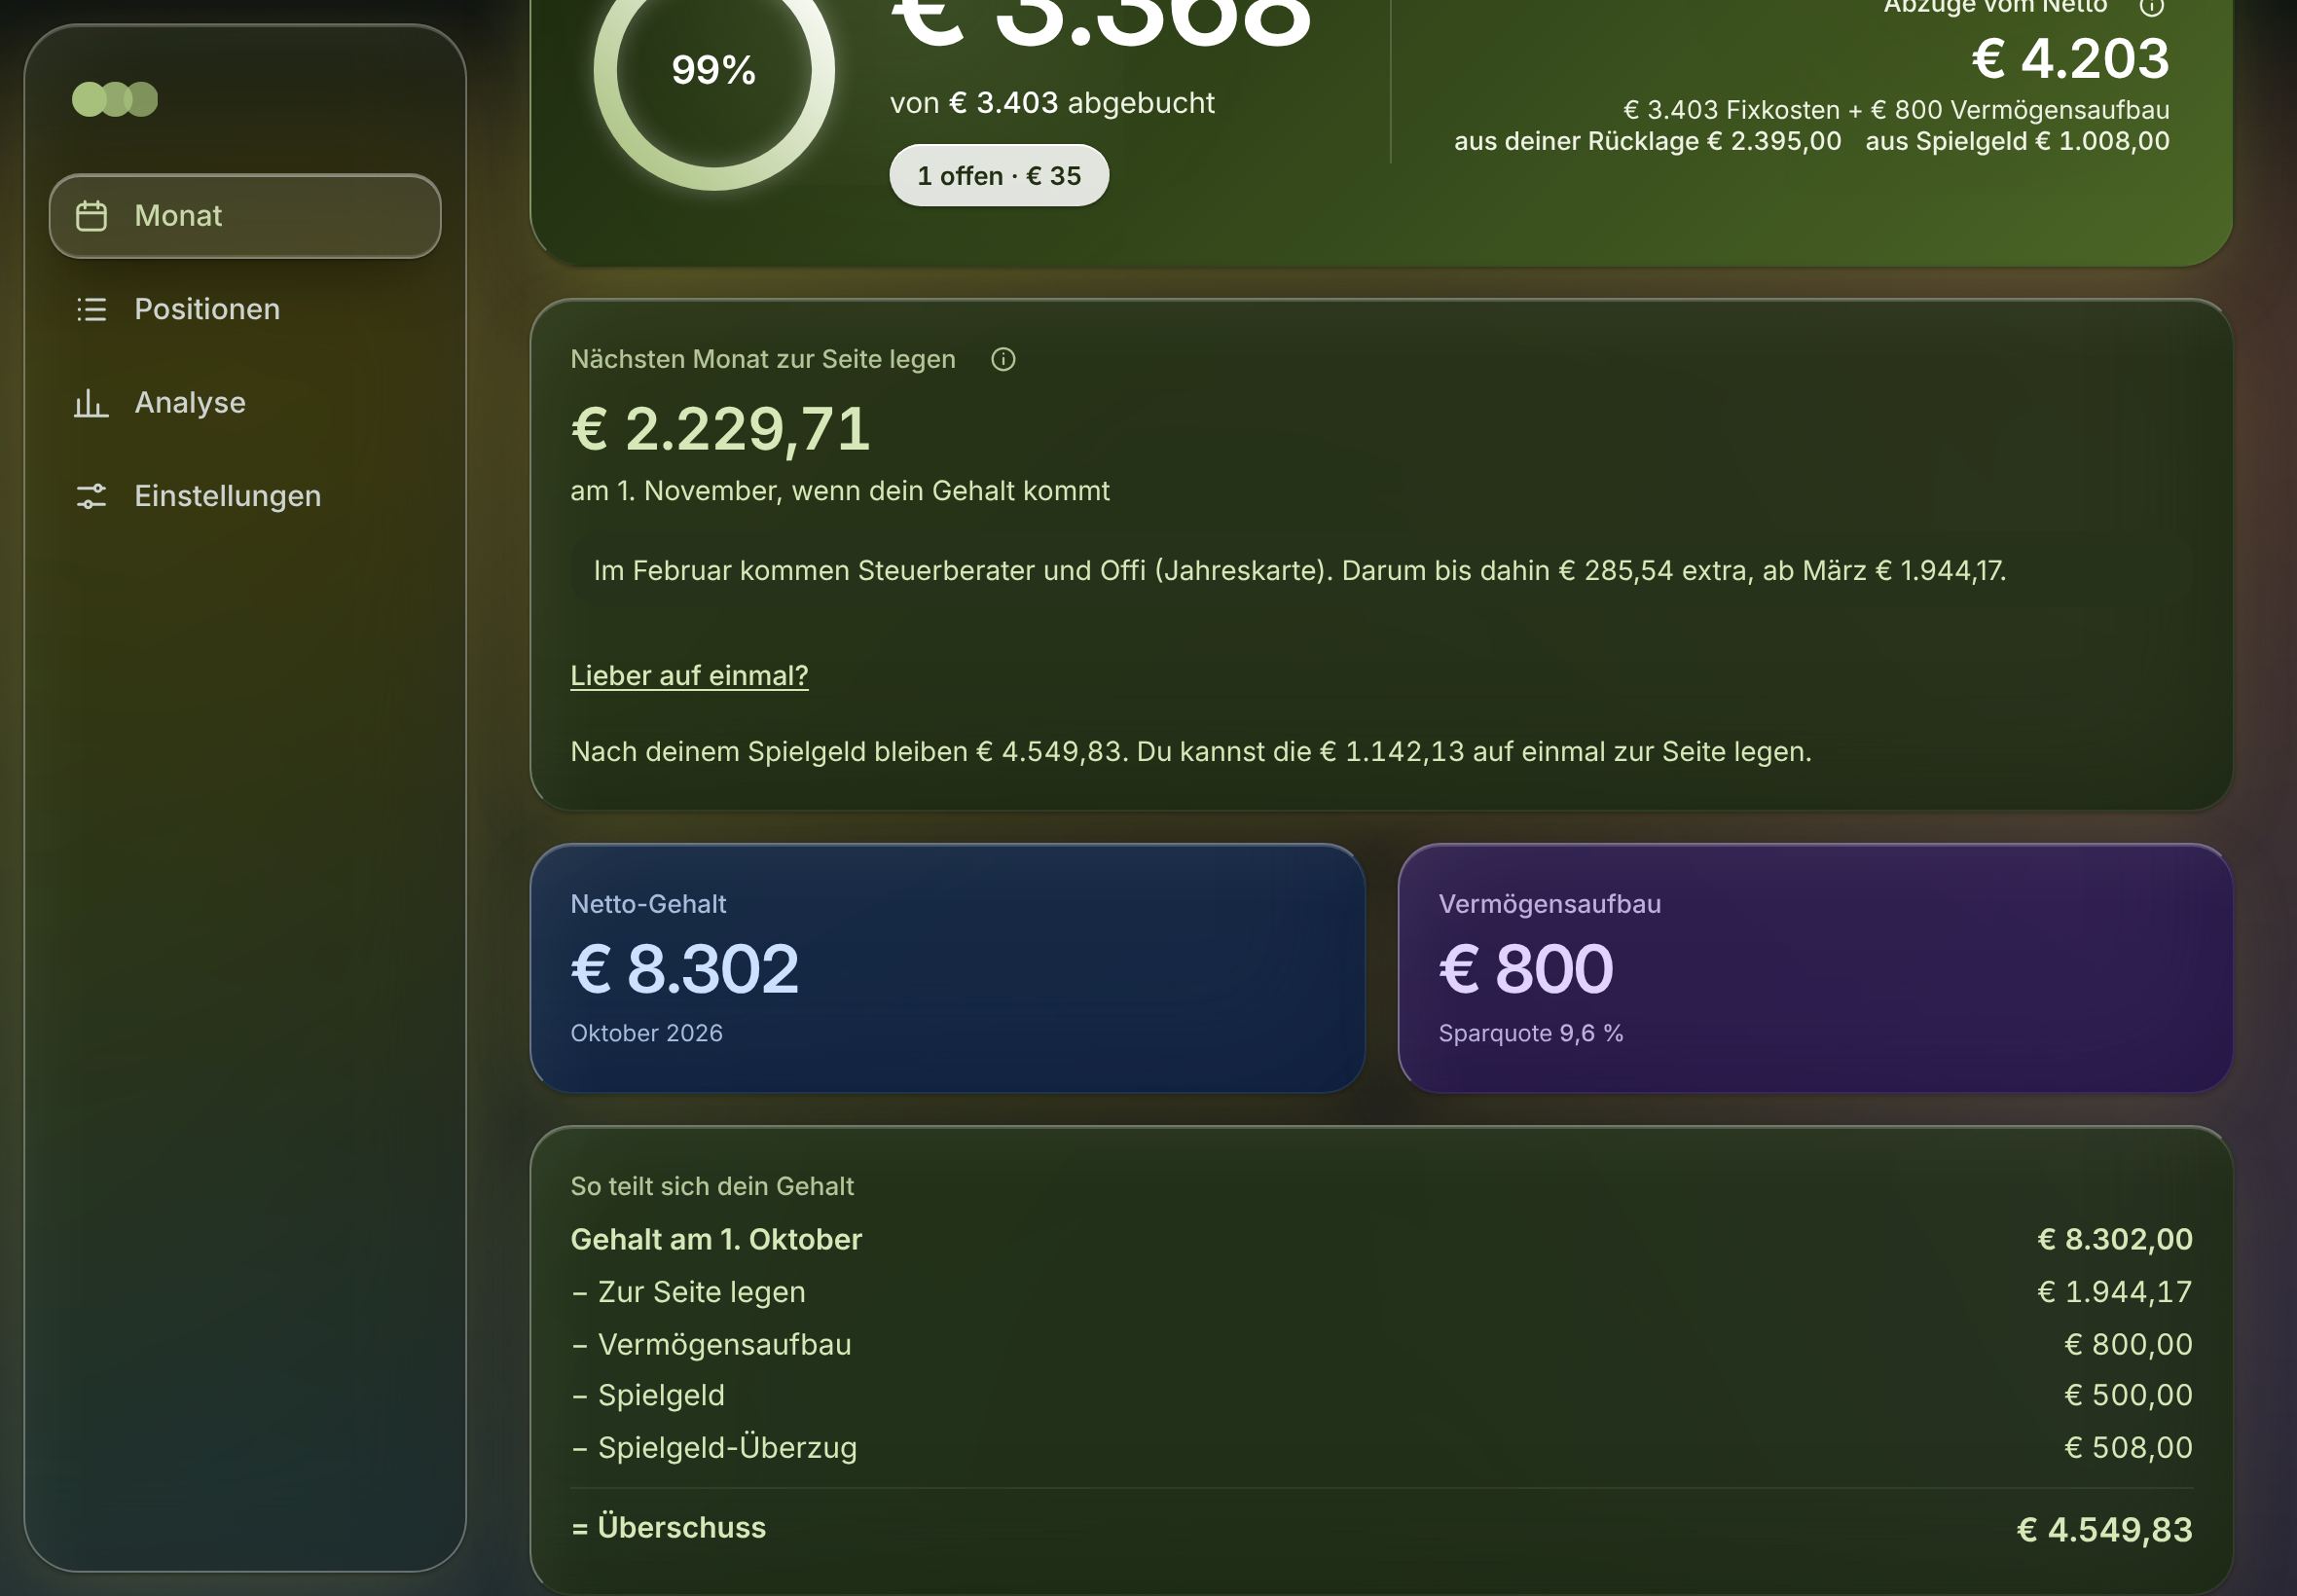 Monat
Positionen
Analyse
Einstellungen
99%
€ 3.368
von € 3.403 abgebucht
1 offen · € 35
Abzüge vom Netto
€ 4.203
€ 3.403 Fixkosten + € 800 Vermögensaufbau
aus deiner Rücklage € 2.395,00 aus Spielgeld € 1.008,00
Nächsten Monat zur Seite legen
€ 2.229,71
am 1. November, wenn dein Gehalt kommt
Im Februar kommen Steuerberater und Offi (Jahreskarte). Darum bis dahin € 285,54 extra, ab März € 1.944,17.
Lieber auf einmal?
Nach deinem Spielgeld bleiben € 4.549,83. Du kannst die € 1.142,13 auf einmal zur Seite legen.
Netto-Gehalt
€ 8.302
Oktober 2026
Vermögensaufbau
€ 800
Sparquote 9,6 %
So teilt sich dein Gehalt
Gehalt am 1. Oktober € 8.302,00
– Zur Seite legen € 1.944,17
– Vermögensaufbau € 800,00
– Spielgeld € 500,00
– Spielgeld-Überzug € 508,00
= Überschuss € 4.549,83